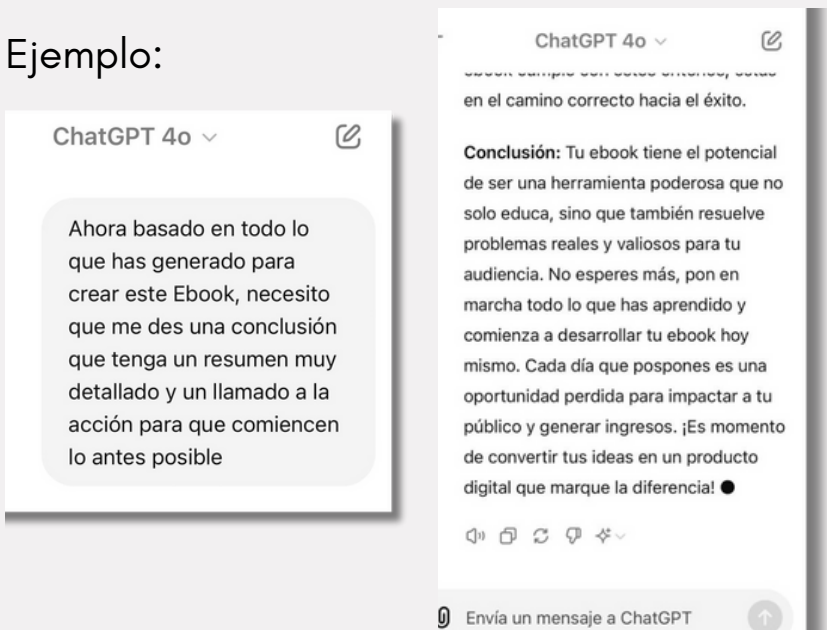 Ejemplo:
ChatGPT 4o
Ahora basado en todo lo
que has generado para
crear este Ebook, necesito
que me des una conclusión
que tenga un resumen muy
detallado y un llamado a la
acción para que comiencen
lo antes posible
ChatGPT 4o
en el camino correcto hacia el éxito.
Conclusión: Tu ebook tiene el potencial
de ser una herramienta poderosa que no
solo educa, sino que también resuelve
problemas reales y valiosos para tu
audiencia. No esperes más, pon en
marcha todo lo que has aprendido y
comienza a desarrollar tu ebook hoy
mismo. Cada día que pospones es una
oportunidad perdida para impactar a tu
público y generar ingresos. ¡Es momento
de convertir tus ideas en un producto
digital que marque la diferencia!
Envía un mensaje a ChatGPT